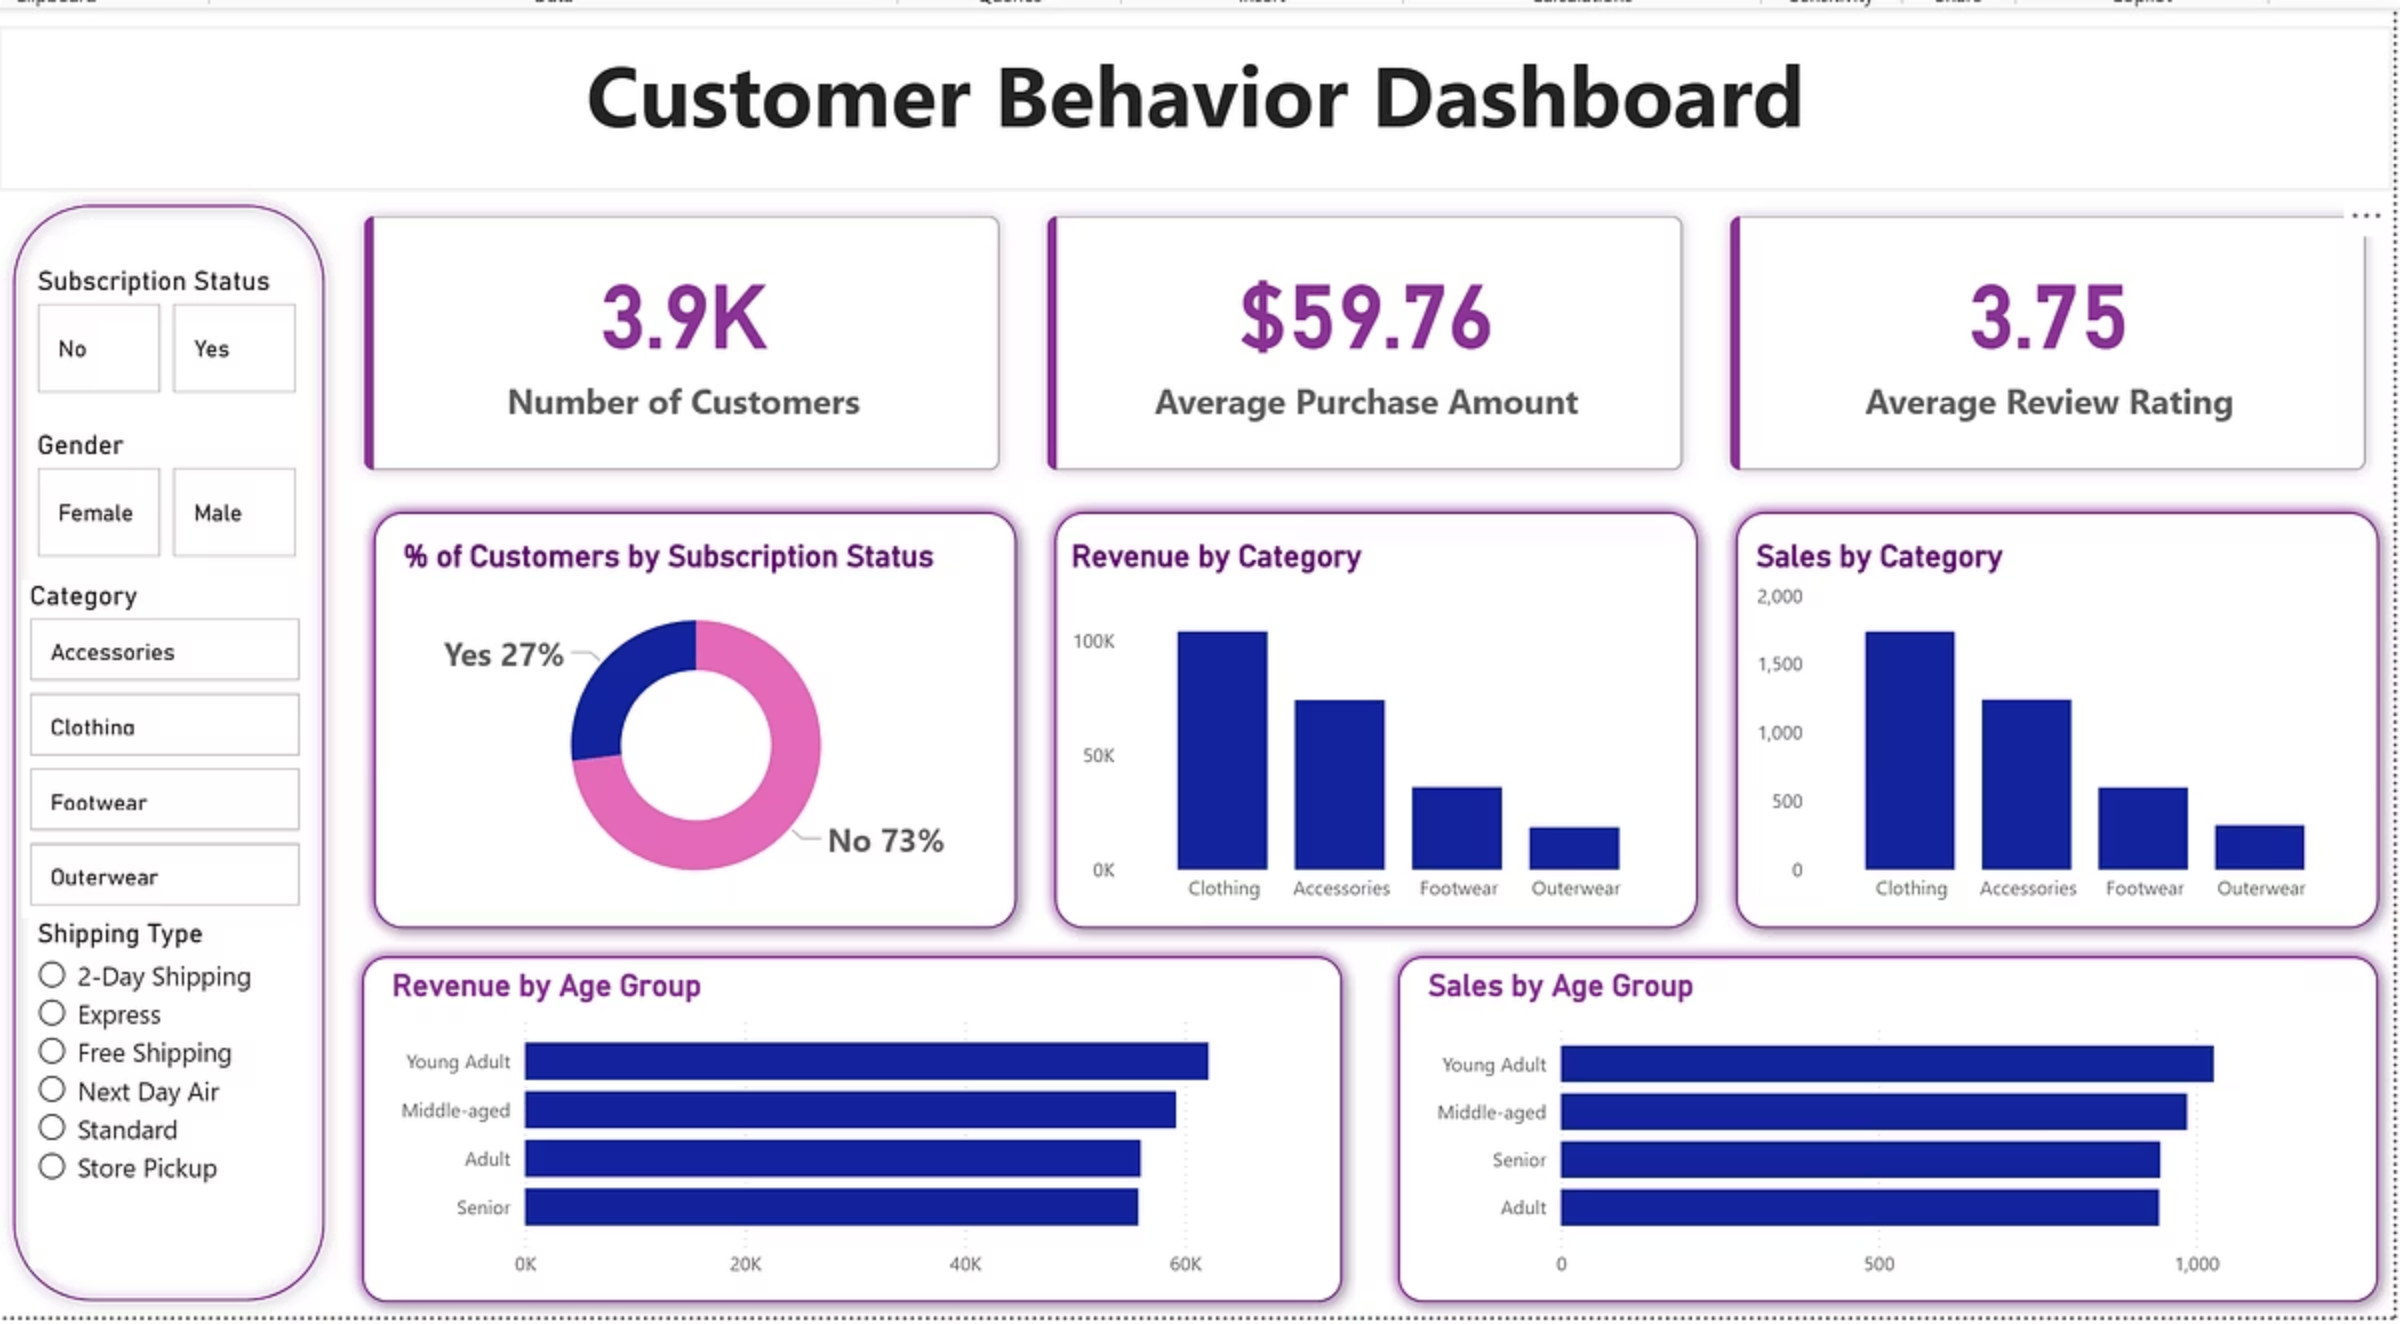 Customer Behavior Dashboard
Subscription Status
No
Yes
Gender
Female
Male
Category
Accessories
Clothing
Footwear
Outerwear
Shipping Type
2-Day Shipping
Express
Free Shipping
Next Day Air
Standard
Store Pickup
3.9K
Number of Customers
$59.76
Average Purchase Amount
3.75
Average Review Rating
% of Customers by Subscription Status
Yes 27%
No 73%
Revenue by Category
100K
50K
0K
Clothing Accessories Footwear Outerwear
Sales by Category
2,000
1,500
1,000
500
0
Clothing Accessories Footwear Outerwear
Revenue by Age Group
Young Adult
Middle-aged
Adult
Senior
0K 20K 40K 60K
Sales by Age Group
Young Adult
Middle-aged
Senior
Adult
0 500 1,000